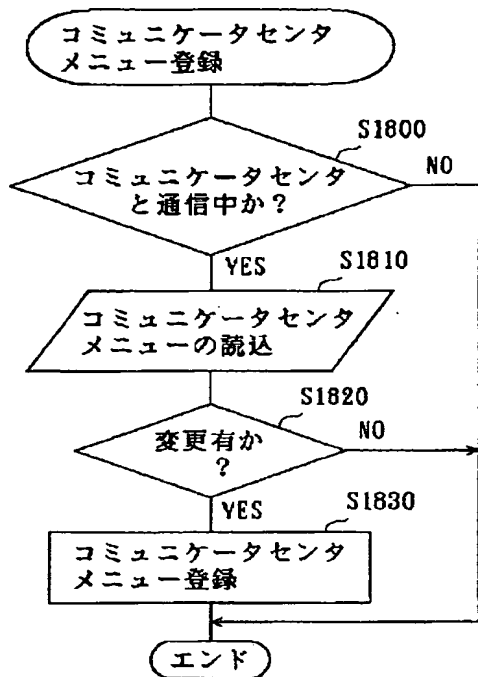 コミュニケータセンタ
メニュー登録
S1800
コミュニケータセンタ
と通信中か？
NO
YES
S1810
コミュニケータセンタ
メニューの読込
S1820
変更有か
？
NO
YES
S1830
コミュニケータセンタ
メニュー登録
エンド